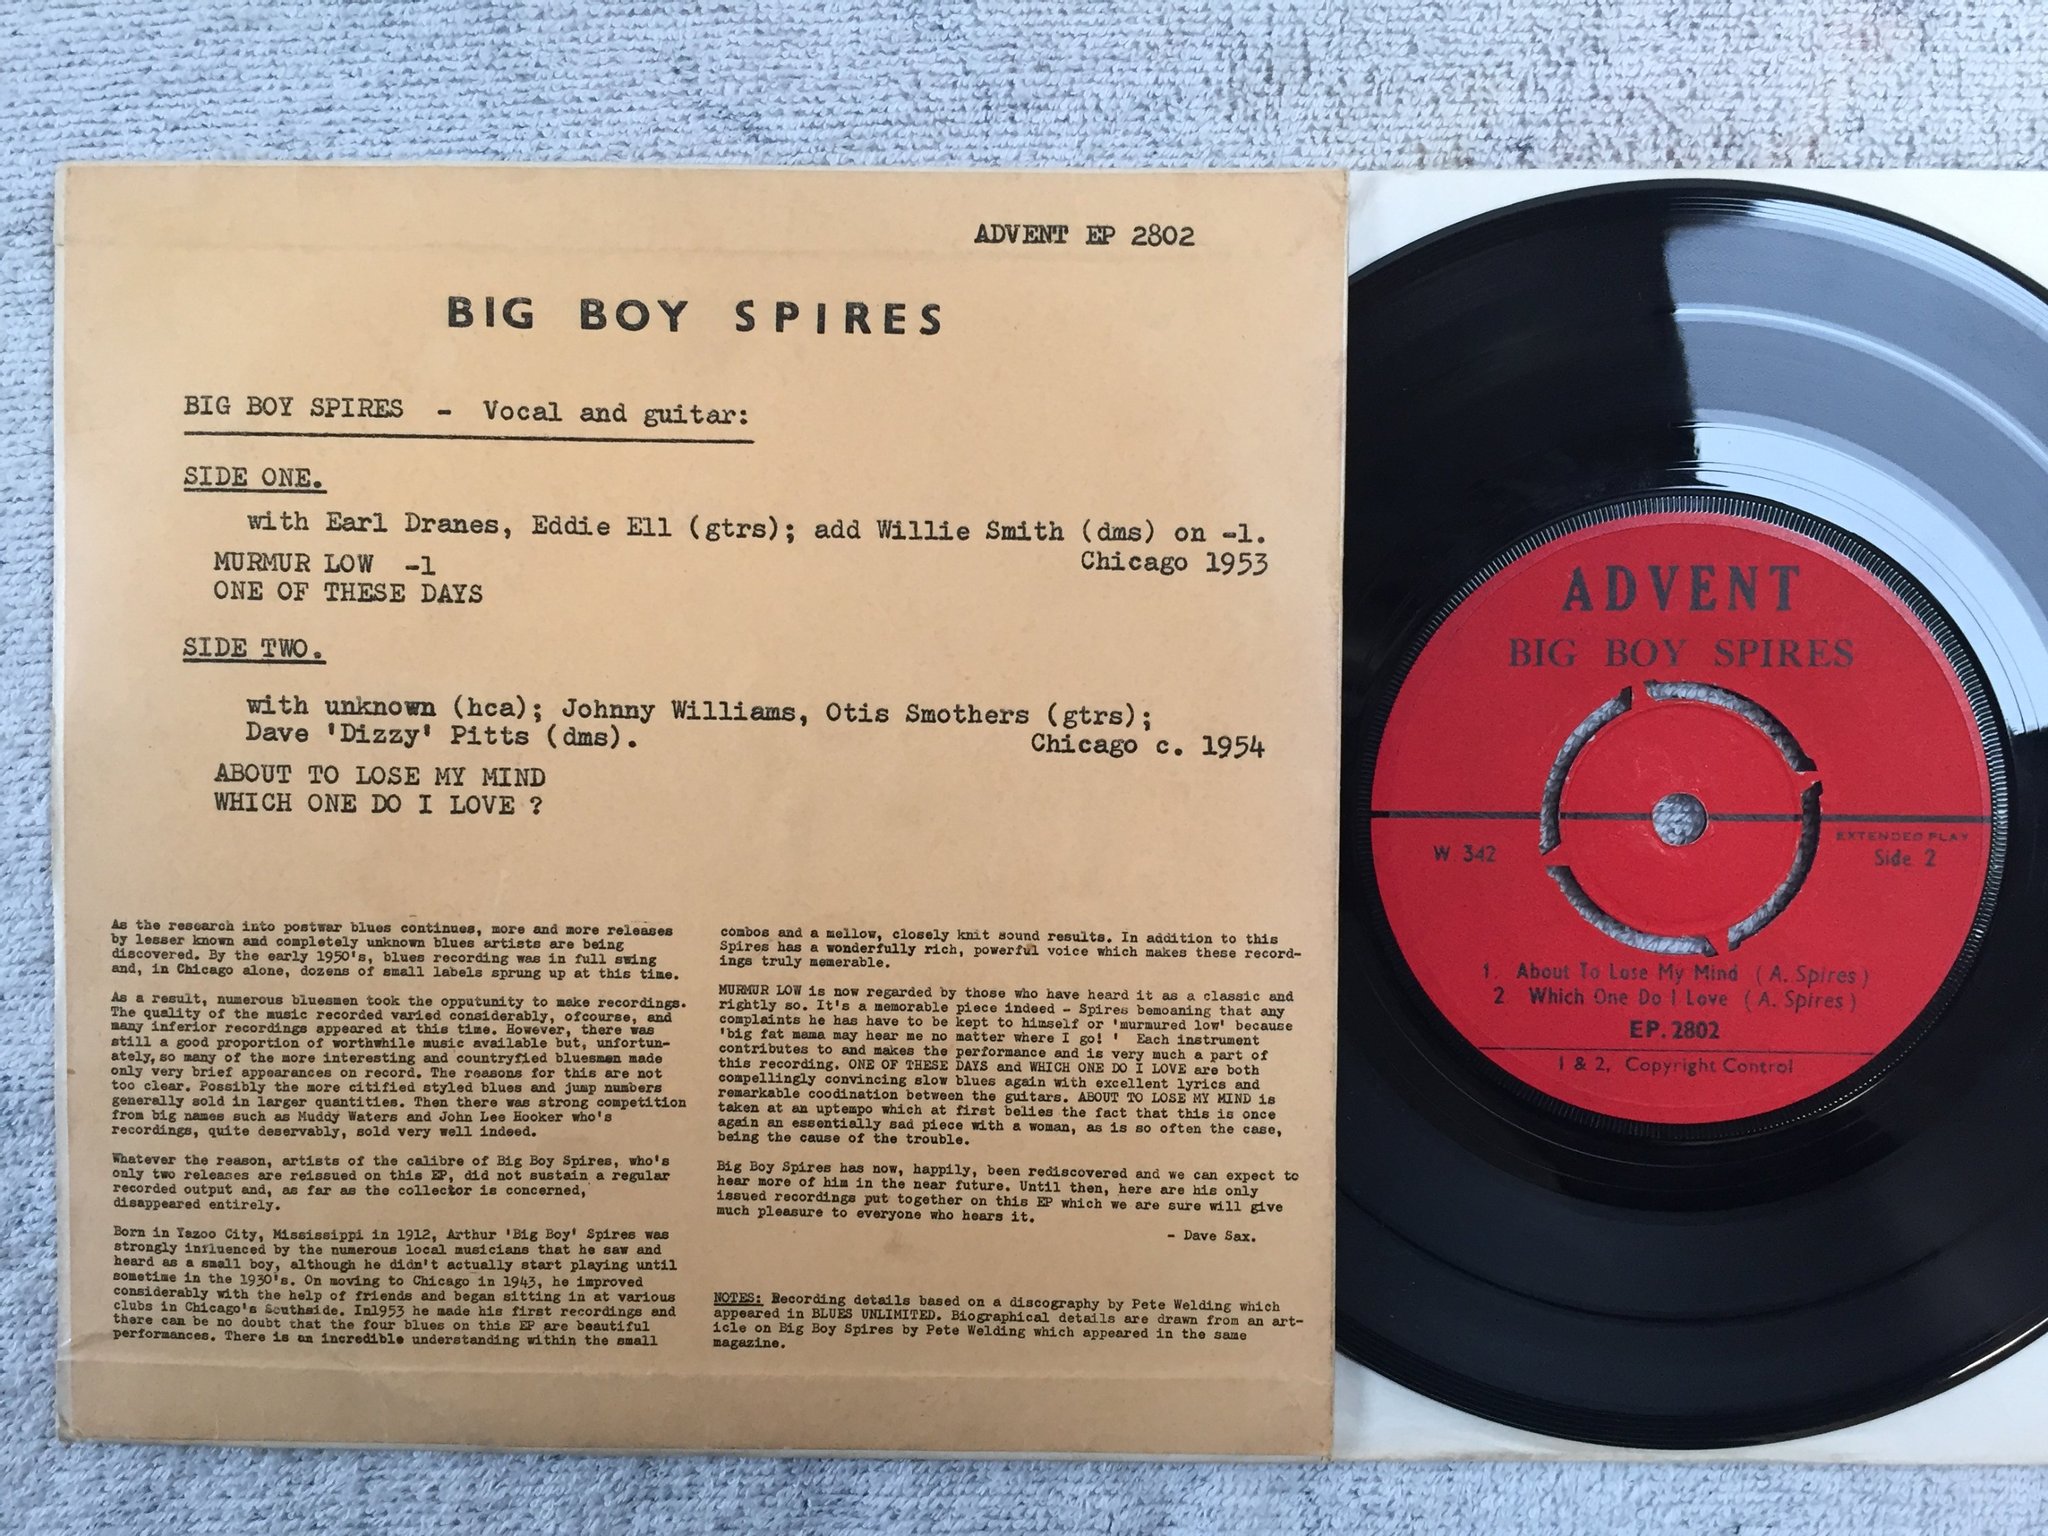 ADVENT EP 2802
BIG BOY SPIRES
BIG BOY SPIRES - Vocal and guitar:
SIDE ONE.
with Earl Dranes, Eddie Ell (gtrs); add Willie Smith (dms) on -1.
MURMUR LOW -1 Chicago 1953
ONE OF THESE DAYS
SIDE TWO.
with unknown (hca); Johnny Williams, Otis Smothers (gtrs);
Dave 'Dizzy' Pitts (dms). Chicago c. 1954
ABOUT TO LOSE MY MIND
WHICH ONE DO I LOVE ?
As the research into postwar blues continues, more and more releases
by lesser known and completely unknown blues artists are being
discovered. By the early 1950's, blues recording was in full swing
and, in Chicago alone, dozens of small labels sprung up at this time.
As a result, numerous bluesmen took the opputunity to make recordings.
The quality of the music recorded varied considerably, ofcourse, and
many inferior recordings appeared at this time. However, there was
still a good proportion of worthwhile music available but, unfortun-
ately,so many of the more interesting and countryfied bluesmen made
only very brief appearances on record. The reasons for this are not
too clear. Possibly the more citified styled blues and jump numbers
generally sold in larger quantities. Then there was strong competition
from big names such as Muddy Waters and John Lee Hooker who's
recordings, quite deservably, sold very well indeed.
Whatever the reason, artists of the calibre of Big Boy Spires, who's
only two releases are reissued on this EP, did not sustain a regular
recorded output and, as far as the collector is concerned,
disappeared entirely.
Born in Yazoo City, Mississippi in 1912, Arthur 'Big Boy' Spires was
strongly influenced by the numerous local musicians that he saw and
heard as a small boy, although he didn't actually start playing until
sometime in the 1930's. On moving to Chicago in 1943, he improved
considerably with the help of friends and began sitting in at various
clubs in Chicago's Southside. In1953 he made his first recordings and
there can be no doubt that the four blues on this EP are beautiful
performances. There is an incredible understanding within the small
combos and a mellow, closely knit sound results. In addition to this
Spires has a wonderfully rich, powerful voice which makes these record-
ings truly memerable.
MURMUR LOW is now regarded by those who have heard it as a classic and
rightly so. It's a memorable piece indeed - Spires bemoaning that any
complaints he has have to be kept to himself or 'murmured low' because
'big fat mama may hear me no matter where I go! ' Each instrument
contributes to and makes the performance and is very much a part of
this recording. ONE OF THESE DAYS and WHICH ONE DO I LOVE are both
compellingly convincing slow blues again with excellent lyrics and
remarkable coodination between the guitars. ABOUT TO LOSE MY MIND is
taken at an uptempo which at first belies the fact that this is once
again an essentially sad piece with a woman, as is so often the case,
being the cause of the trouble.
Big Boy Spires has now, happily, been rediscovered and we can expect to
hear more of him in the near future. Until then, here are his only
issued recordings put together on this EP which we are sure will give
much pleasure to everyone who hears it.
- Dave Sax.
NOTES: Recording details based on a discography by Pete Welding which
appeared in BLUES UNLIMITED. Biographical details are drawn from an art-
icle on Big Boy Spires by Pete Welding which appeared in the same
magazine.
ADVENT
BIG BOY SPIRES
W 342
EXTENDED PLAY
Side 2
1. About To Lose My Mind (A. Spires)
2. Which One Do I Love (A. Spires)
EP. 2802
1 & 2, Copyright Control